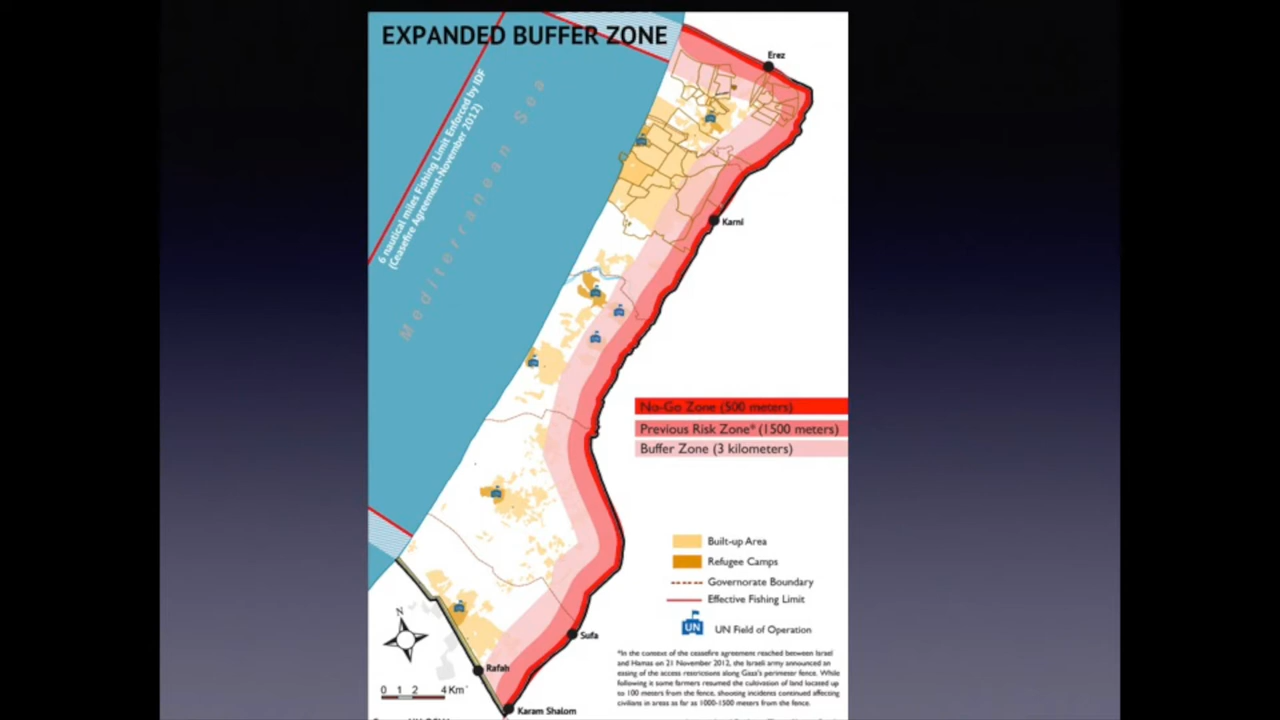 EXPANDED BUFFER ZONE
Erez
6 nautical miles Fishing Limit Enforced by IDF
(Ceasefire Agreement-November 2012)
Mediterranean Sea
Karni
No-Go Zone (500 meters)
Previous Risk Zone* (1500 meters)
Buffer Zone (3 kilometers)
Built-up Area
Refugee Camps
Governorate Boundary
Effective Fishing Limit
UN
UN Field of Operation
N
Sufa
Rafah
Karam Shalom
0 1 2 4 Km
*In the context of the ceasefire agreement reached between Israel
and Hamas on 21 November 2012, the Israeli army announced an
easing of the access restrictions along Gaza's perimeter fence. While
following it some farmers resumed the cultivation of land located up
to 100 meters from the fence, shooting incidents continued affecting
civilians in areas as far as 1000-1500 meters from the fence.